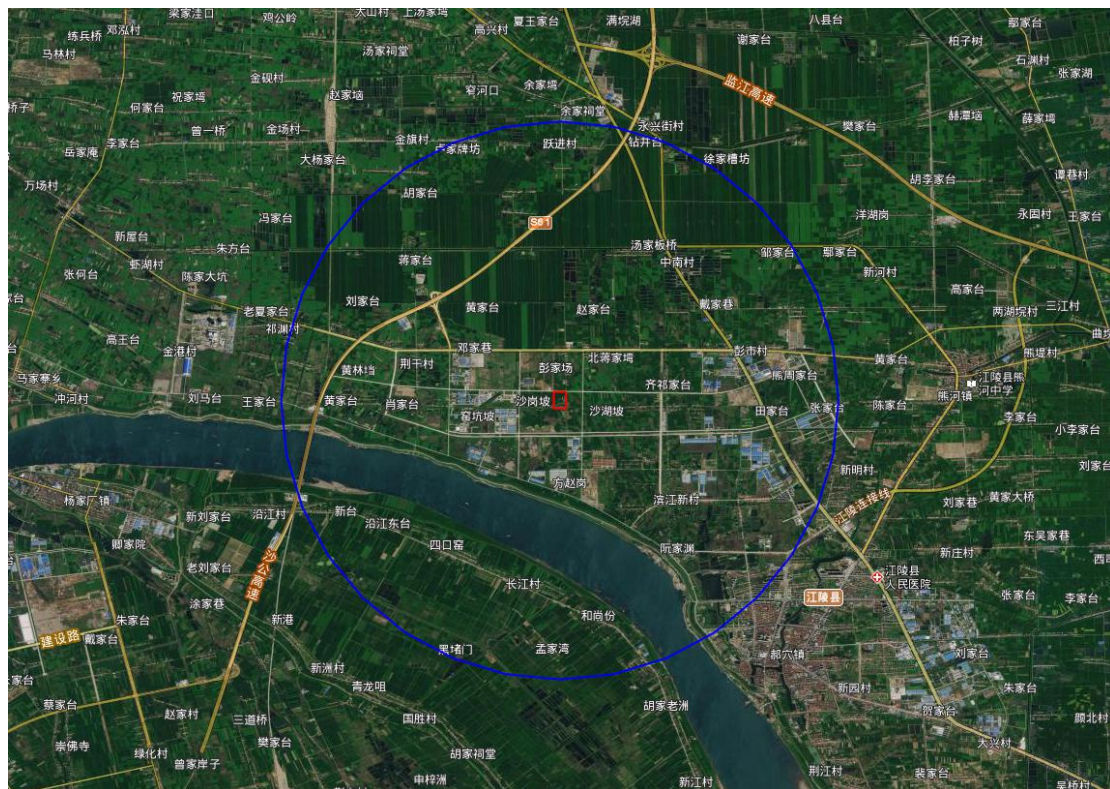 梁家洼口
鸡公岭
大山村
上汤家塆
夏王家台
满垸湖
八县台
鄢家台
邓泓村
练兵桥
高兴村
谢家台
柏子树
马林村
汤家祠堂
石渊村
张家湖
金砚村
窑河口
余家塆
监江高速
祝家塆
赵家垴
何家台
余家祠堂
赫潭垴
薛家塆
桥子
曾一桥
金场村
永兴街村
樊家台
李家台
金旗村
跃进村
钻井台
岳家庵
卢家牌坊
大杨家台
徐家槽坊
谭巷村
万场村
胡家台
胡李家台
冯家台
S61
洋湖岗
永固村
王家台
新屋台
朱方台
汤家板桥
邹家台
鄢家台
虾湖村
蒋家台
中南村
张何台
陈家大坑
新河村
高家台
刘家台
黄家台
赵家台
戴家巷
三江村
老夏家台
两湖垸村
祁渊村
高王台
金港村
邓家巷
北蒋家塆
彭市村
黄家台
熊堤村
荆干村
彭家场
马家寨乡
黄林垱
齐祁家台
熊周家台
江陵县熊
河中学
冲河村
刘马台
王家台
黄家台
肖家台
沙岗坡
沙湖坡
田家台
张家台
陈家台
熊河镇
窑坑坡
李家台
小李家台
新明村
刘家台
方赵岗
杨家厂镇
滨江新村
江陵连接线
刘家巷
黄家大桥
新刘家台
沿江村
新台
沿江东台
东吴家巷
卿家院
四口窑
阮家渊
新庄村
老刘家台
沙公高速
长江村
江陵县
人民医院
涂家巷
江陵县
张家台
李家台
朱家台
新港
和尚份
建设路
戴家台
黑堵门
孟家湾
郝穴镇
刘家台
新洲村
青龙咀
新园村
朱家台
蔡家台
赵家村
三道桥
国胜村
胡家老洲
贺家台
颜北村
崇佛寺
绿化村
樊家台
胡家祠堂
大兴村
曾家岸子
申梓洲
新江村
荆江村
裴家台